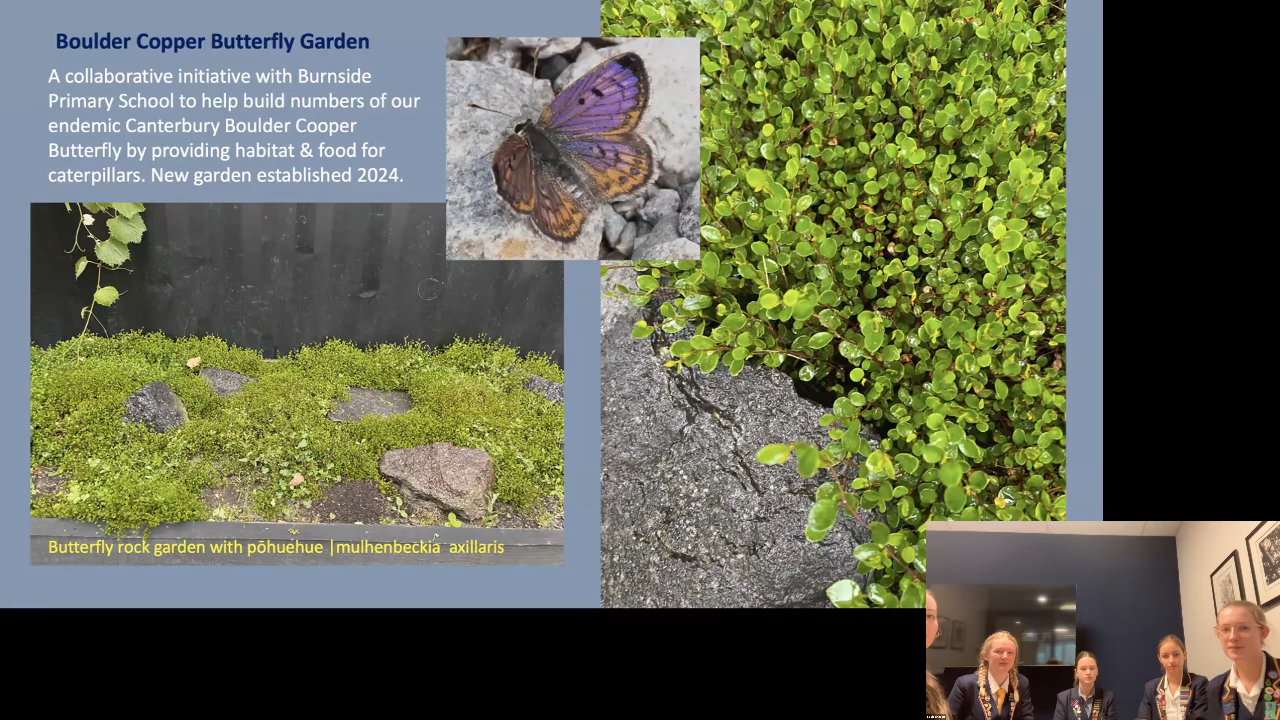 Boulder Copper Butterfly Garden
A collaborative initiative with Burnside
Primary School to help build numbers of our
endemic Canterbury Boulder Cooper
Butterfly by providing habitat & food for
caterpillars. New garden established 2024.
Butterfly rock garden with pōhuehue |mulhenbeckia axillaris